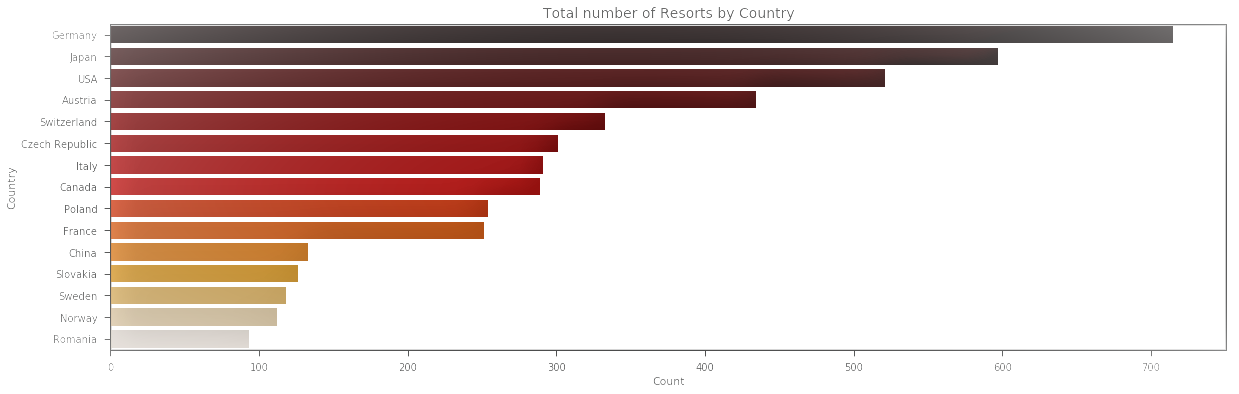 Total number of Resorts by Country
Germany
Japan
USA
Austria
Switzerland
Czech Republic
Italy
Canada
Poland
France
China
Slovakia
Sweden
Norway
Romania
Country
0 100 200 300 400 500 600 700
Count